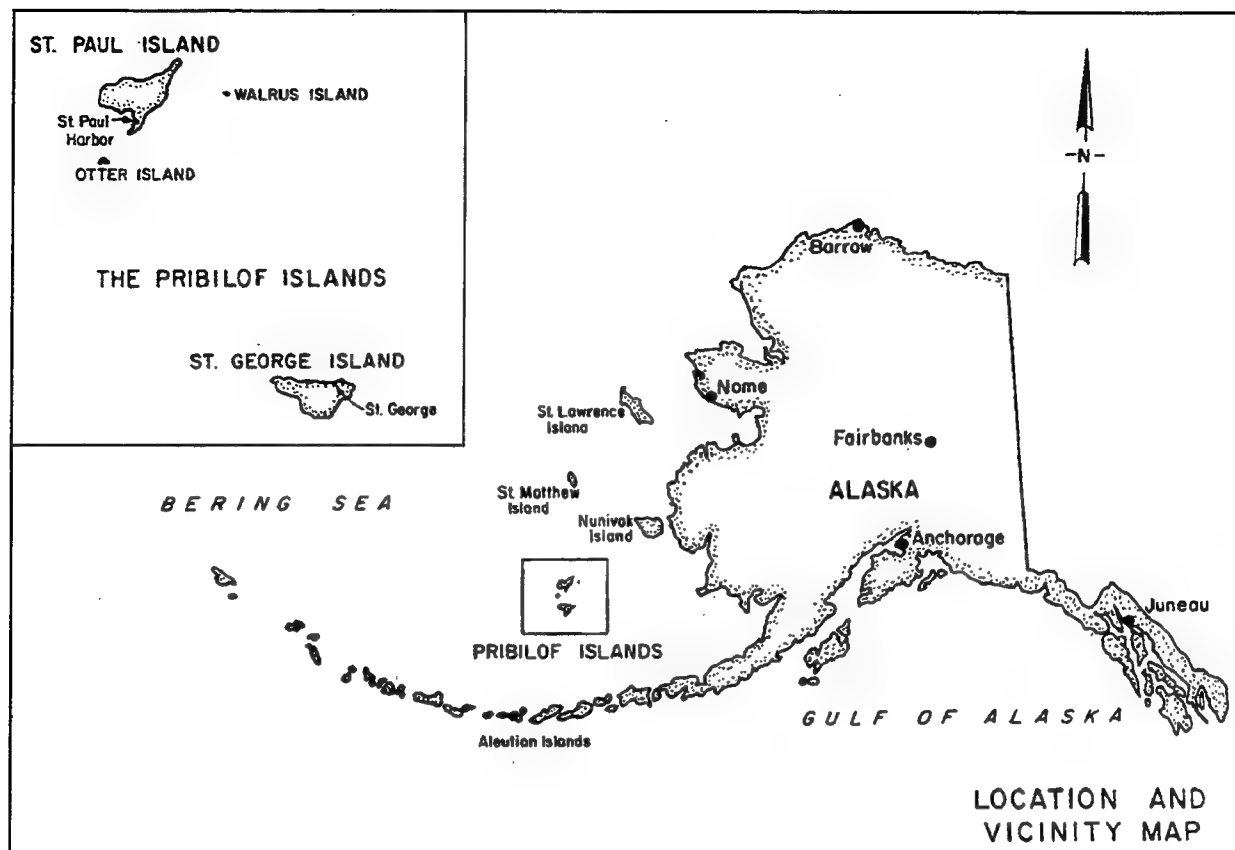 ST. PAUL ISLAND
WALRUS ISLAND
St. Paul
Harbor
OTTER ISLAND
THE PRIBILOF ISLANDS
ST. GEORGE ISLAND
St. George
-N-
Barrow
Nome
St. Lawrence
Islana
Fairbanks
ALASKA
BERING SEA
St. Matthew
Island
Nunivak
Island
Anchorage
Juneau
PRIBILOF ISLANDS
GULF OF ALASKA
Aleutian Islands
LOCATION AND
VICINITY MAP